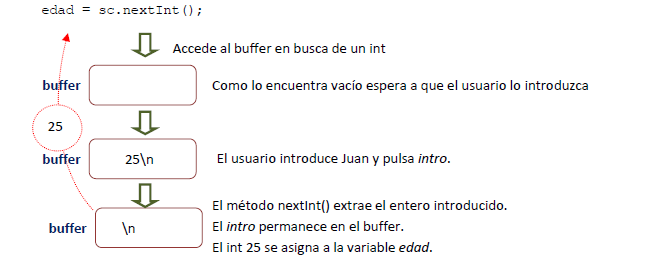 edad = sc.nextInt();
Accede al buffer en busca de un int
buffer
Como lo encuentra vacío espera a que el usuario lo introduzca
25
buffer
25\n
El usuario introduce Juan y pulsa intro.
El método nextInt() extrae el entero introducido.
buffer
\n
El intro permanece en el buffer.
El int 25 se asigna a la variable edad.